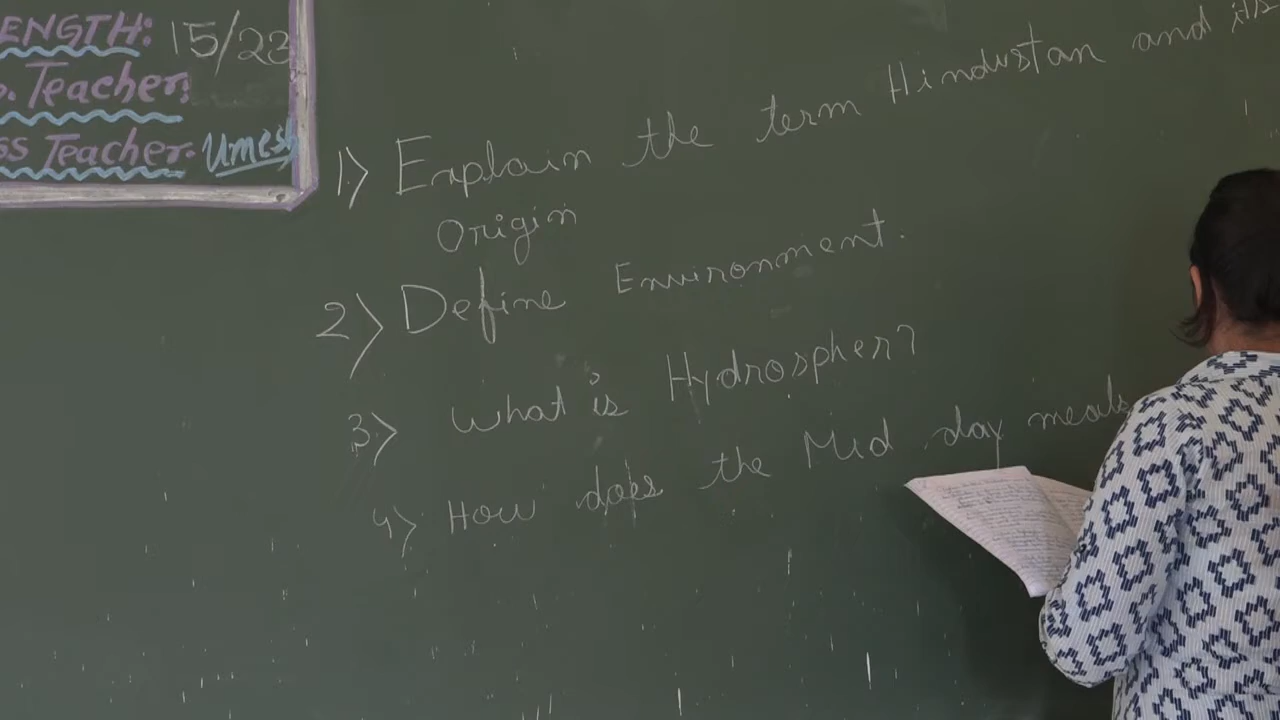 ENGTH: 15/23
. Teacher:
ss Teacher. Umesh
1) Explain the term Hindustan and its
Origin
2) Define Environment.
3) What is Hydrospher?
4) How does the Mid day meals